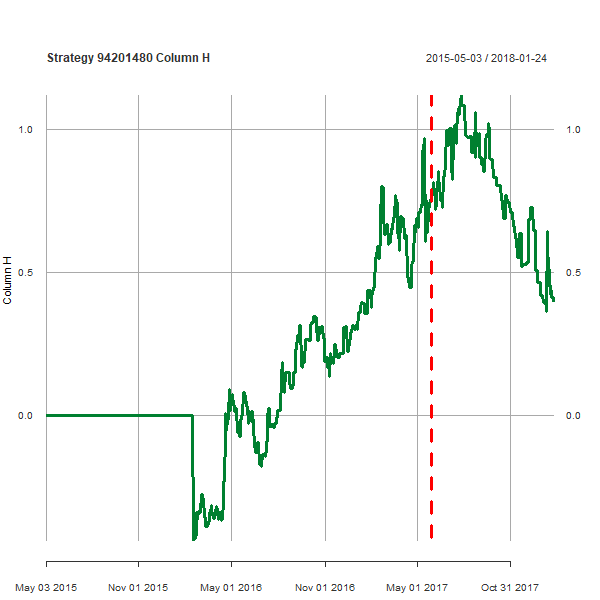 Strategy 94201480 Column H
2015-05-03 / 2018-01-24
1.0
1.0
0.5
0.5
Column H
0.0
0.0
May 03 2015
Nov 01 2015
May 01 2016
Nov 01 2016
May 01 2017
Oct 31 2017